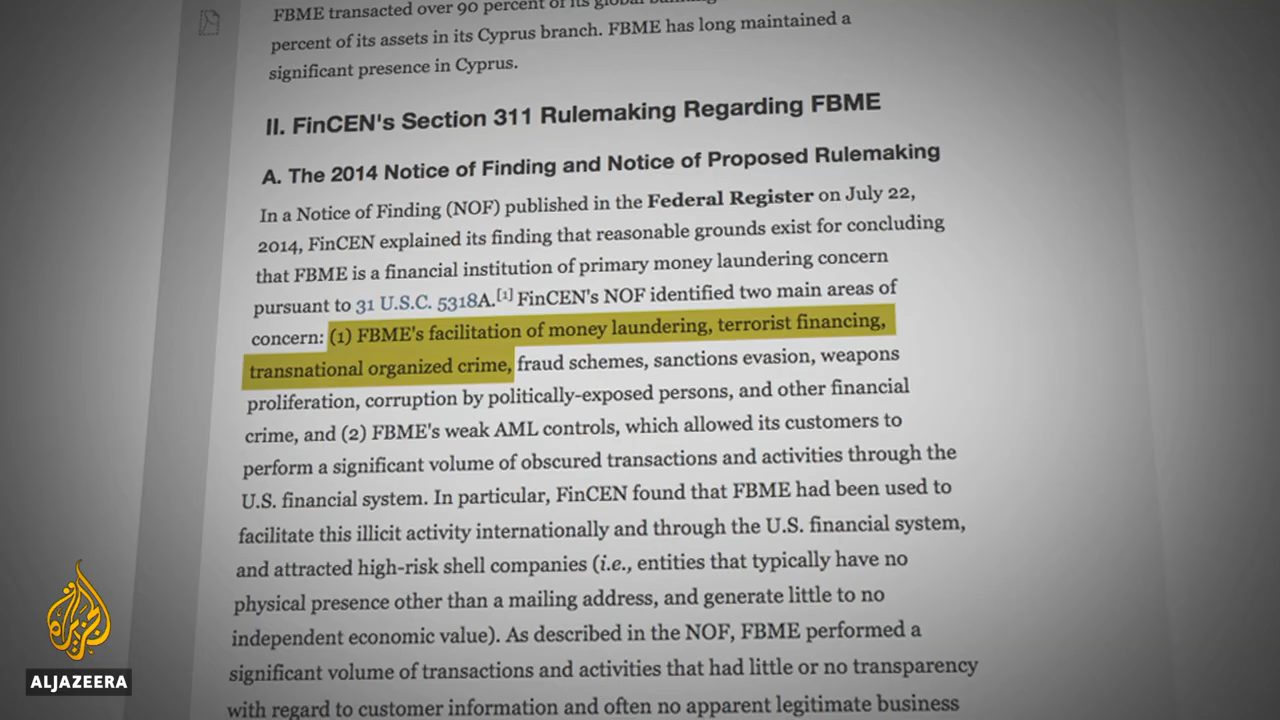 FBME transacted over 90 percent of its global
percent of its assets in its Cyprus branch. FBME has long maintained a
significant presence in Cyprus.
II. FinCEN's Section 311 Rulemaking Regarding FBME
A. The 2014 Notice of Finding and Notice of Proposed Rulemaking
In a Notice of Finding (NOF) published in the Federal Register on July 22,
2014, FinCEN explained its finding that reasonable grounds exist for concluding
that FBME is a financial institution of primary money laundering concern
pursuant to 31 U.S.C. 5318A.[1] FinCEN's NOF identified two main areas of
concern: (1) FBME's facilitation of money laundering, terrorist financing,
transnational organized crime, fraud schemes, sanctions evasion, weapons
proliferation, corruption by politically-exposed persons, and other financial
crime, and (2) FBME's weak AML controls, which allowed its customers to
perform a significant volume of obscured transactions and activities through the
U.S. financial system. In particular, FinCEN found that FBME had been used to
facilitate this illicit activity internationally and through the U.S. financial system,
and attracted high-risk shell companies (i.e., entities that typically have no
physical presence other than a mailing address, and generate little to no
independent economic value). As described in the NOF, FBME performed a
significant volume of transactions and activities that had little or no transparency
with regard to customer information and often no apparent legitimate business
الجزيرة
ALJAZEERA